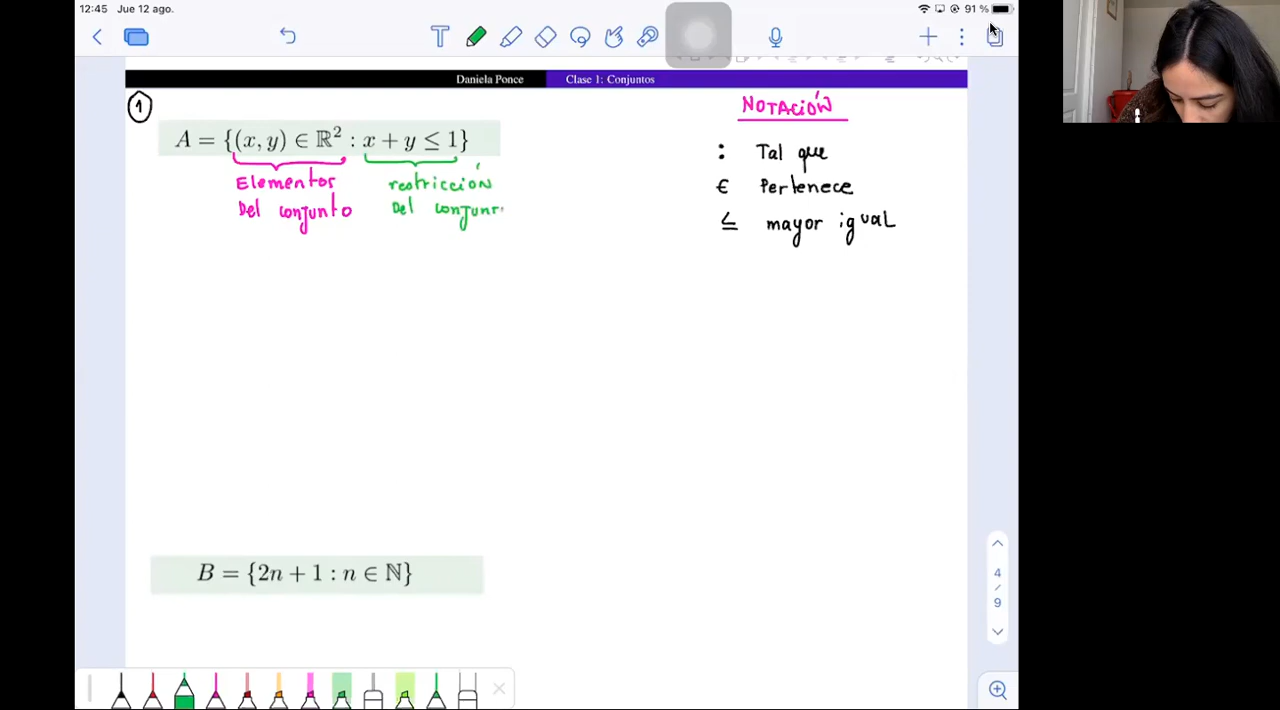 12:45 Jue 12 ago. 91 %
Daniela Ponce Clase 1: Conjuntos
1
NOTACIÓN
A = {(x, y) ∈ ℝ² : x + y ≤ 1}
: Tal que
Elementos restricción
Del conjunto Del conjunt
€ Pertenece
≤ mayor igual
4
/
9
B = {2n + 1 : n ∈ ℕ}